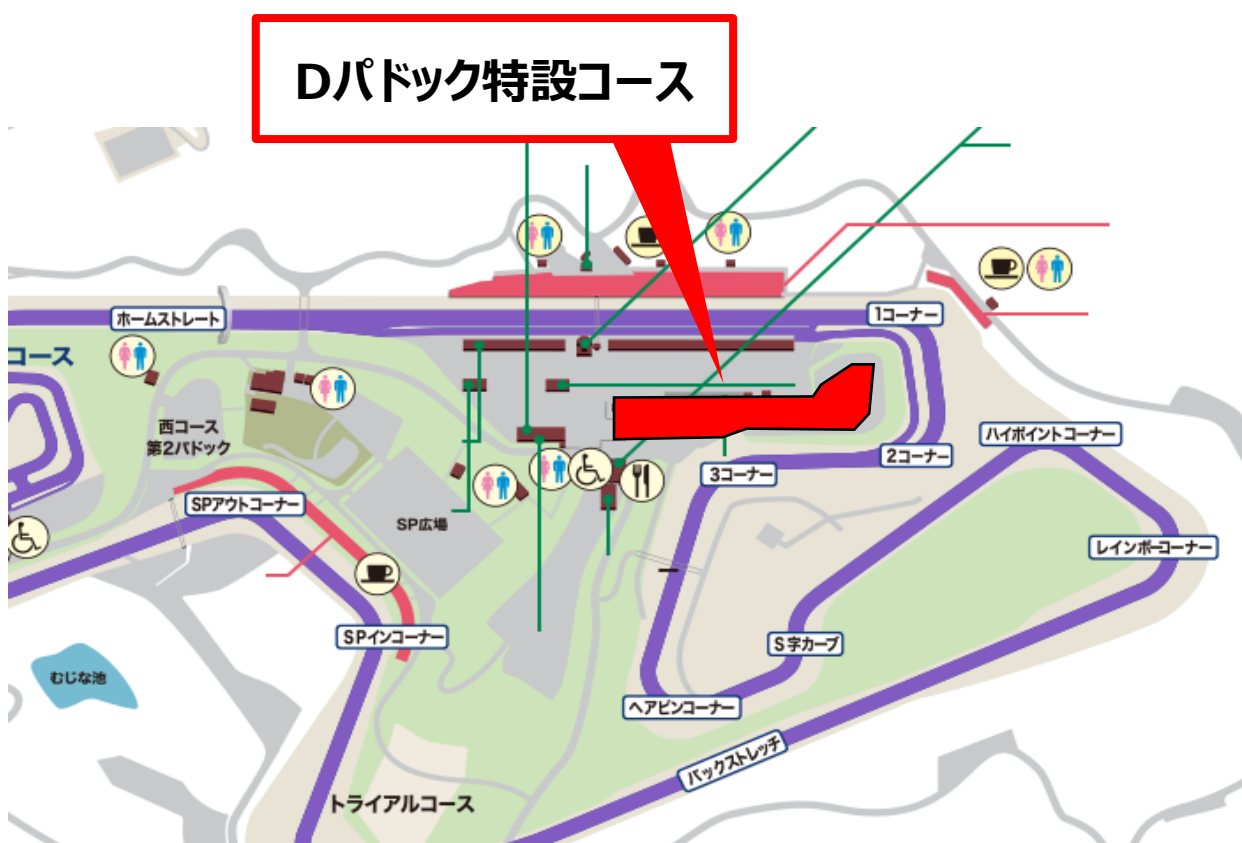 Dパドック特設コース
ホームストレート
1コーナー
コース
西コース
第2パドック
ハイポイントコーナー
2コーナー
3コーナー
SPアウトコーナー
SP広場
レインボーコーナー
SPインコーナー
S字カーブ
むじな池
ヘアピンコーナー
バックストレッチ
トライアルコース